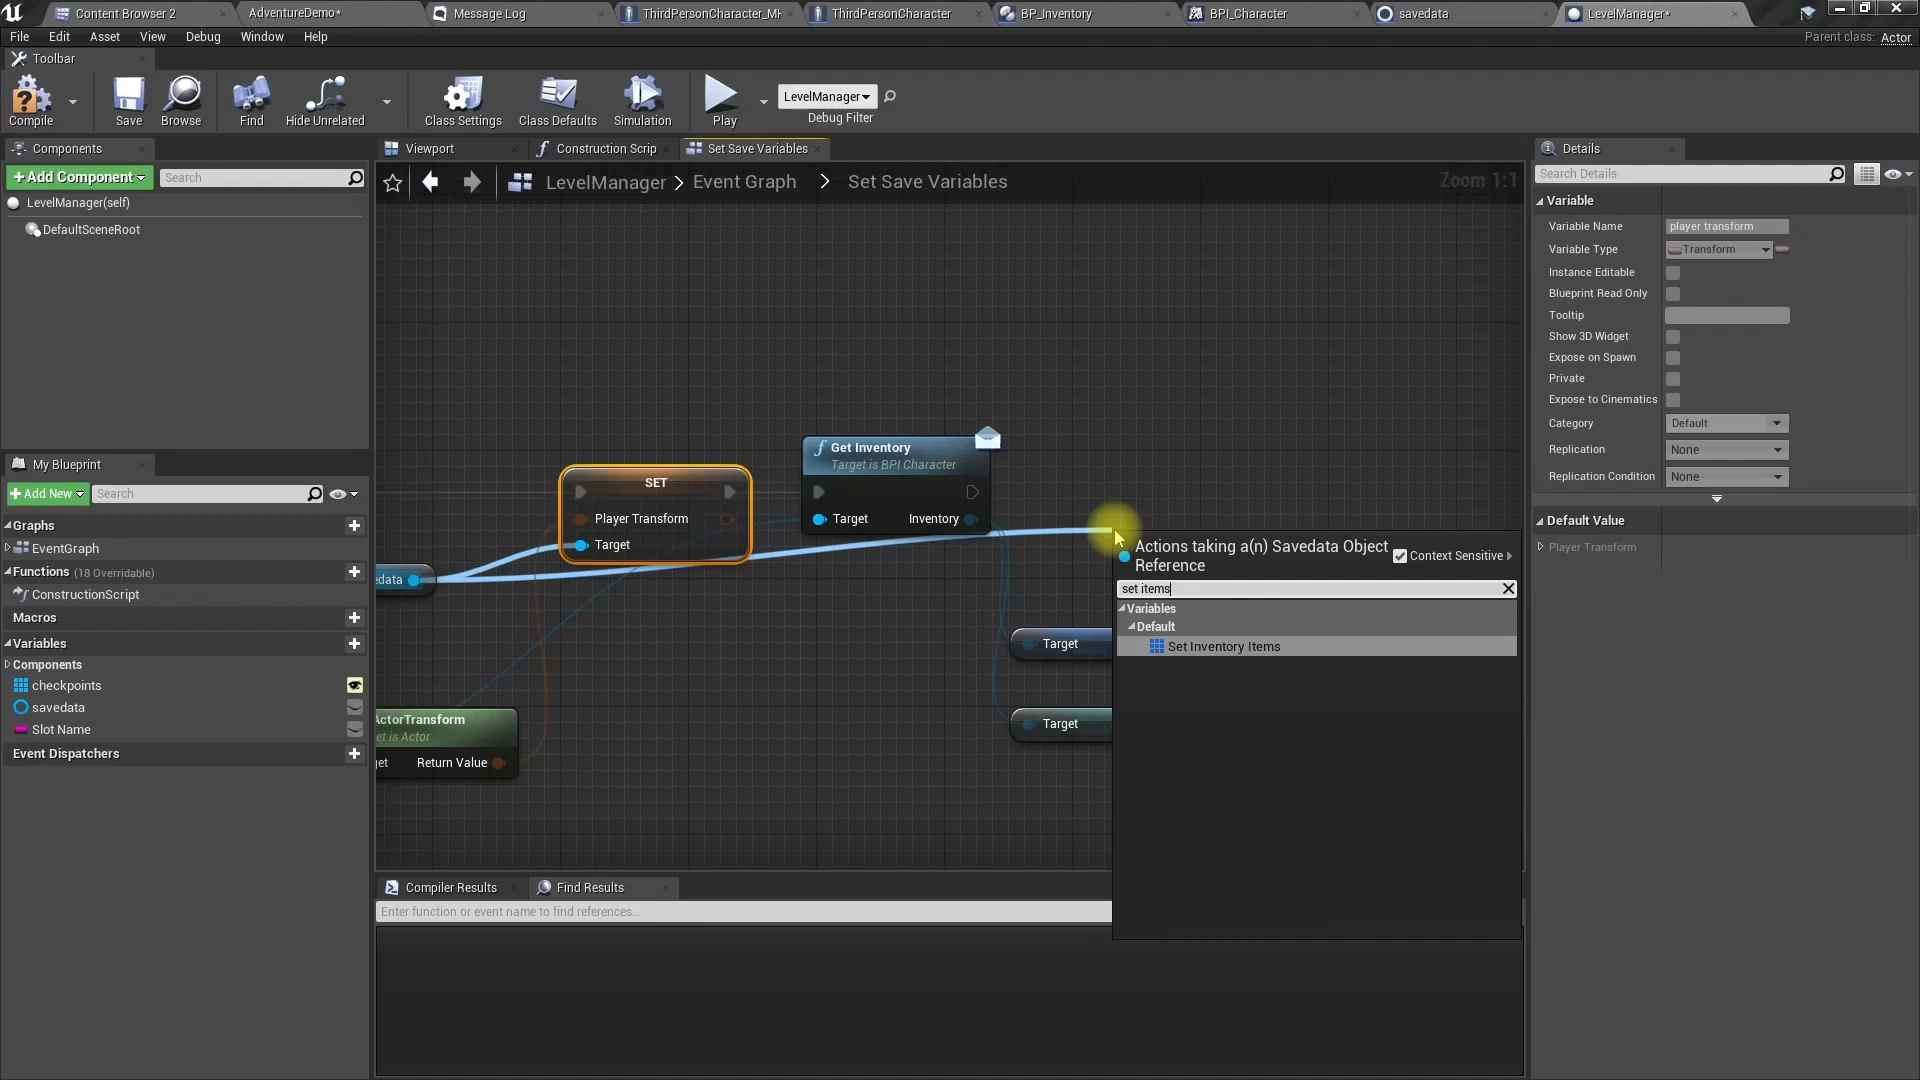 Content Browser 2
AdventureDemo*
Message Log
ThirdPersonCharacter_M
ThirdPersonCharacter
BP_Inventory
BPI_Character
savedata
LevelManager*
File Edit Asset View Debug Window Help
Parent class: Actor
Toolbar
Compile
Save
Browse
Find
Hide Unrelated
Class Settings
Class Defaults
Simulation
Play
LevelManager
Debug Filter
Components
+Add Component
Search
LevelManager(self)
DefaultSceneRoot
My Blueprint
+Add New
Search
Graphs
EventGraph
Functions (18 Overridable)
ConstructionScript
Macros
Variables
Components
checkpoints
savedata
Slot Name
Event Dispatchers
Viewport
Construction Scrip
Set Save Variables
LevelManager > Event Graph > Set Save Variables
Zoom 1:1
SET
Player Transform
Target
edata
f Get Inventory
Target is BPI Character
Target
Inventory
ActorTransform
et is Actor
et
Return Value
Target
Target
Actions taking a(n) Savedata Object
Reference
Context Sensitive
set items
Variables
Default
Set Inventory Items
Compiler Results
Find Results
Enter function or event name to find references...
Details
Search Details
Variable
Variable Name player transform
Variable Type Transform
Instance Editable
Blueprint Read Only
Tooltip
Show 3D Widget
Expose on Spawn
Private
Expose to Cinematics
Category Default
Replication None
Replication Condition None
Default Value
Player Transform